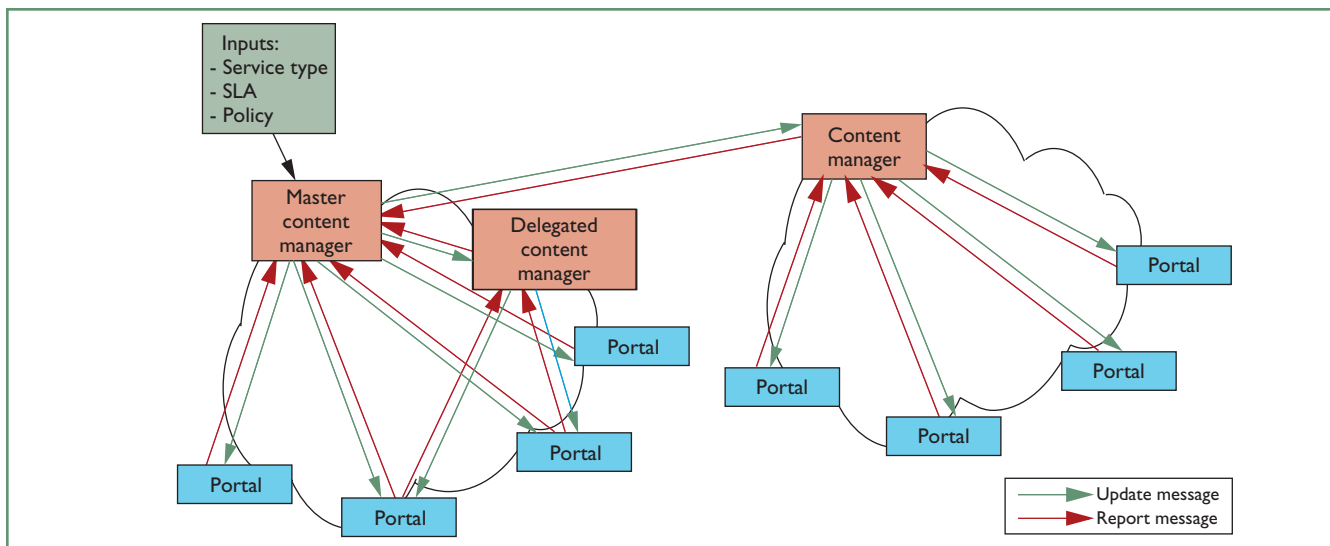 Inputs:
- Service type
- SLA
- Policy
Master
content
manager
Delegated
content
manager
Portal
Portal
Portal
Portal
Content
manager
Portal
Portal
Portal
Portal
Update message
Report message